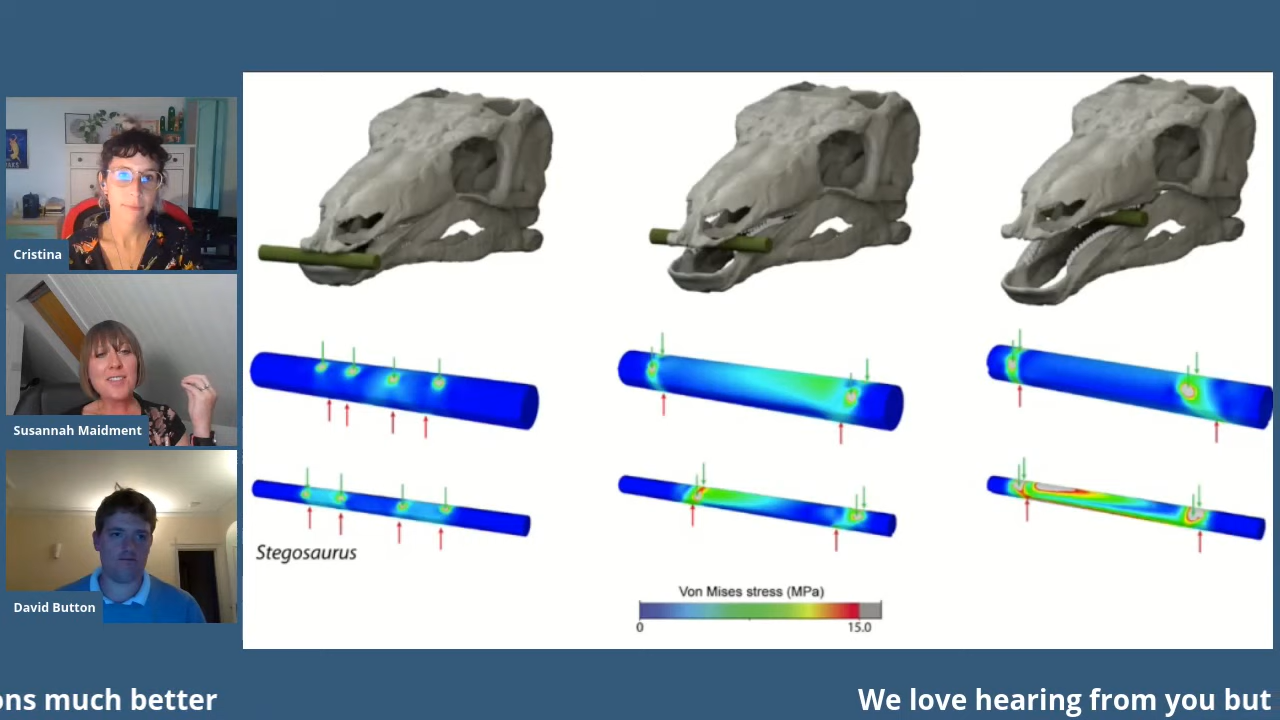 Cristina
Susannah Maidment
David Button
Stegosaurus
Von Mises stress (MPa)
0 15.0
ons much better We love hearing from you but